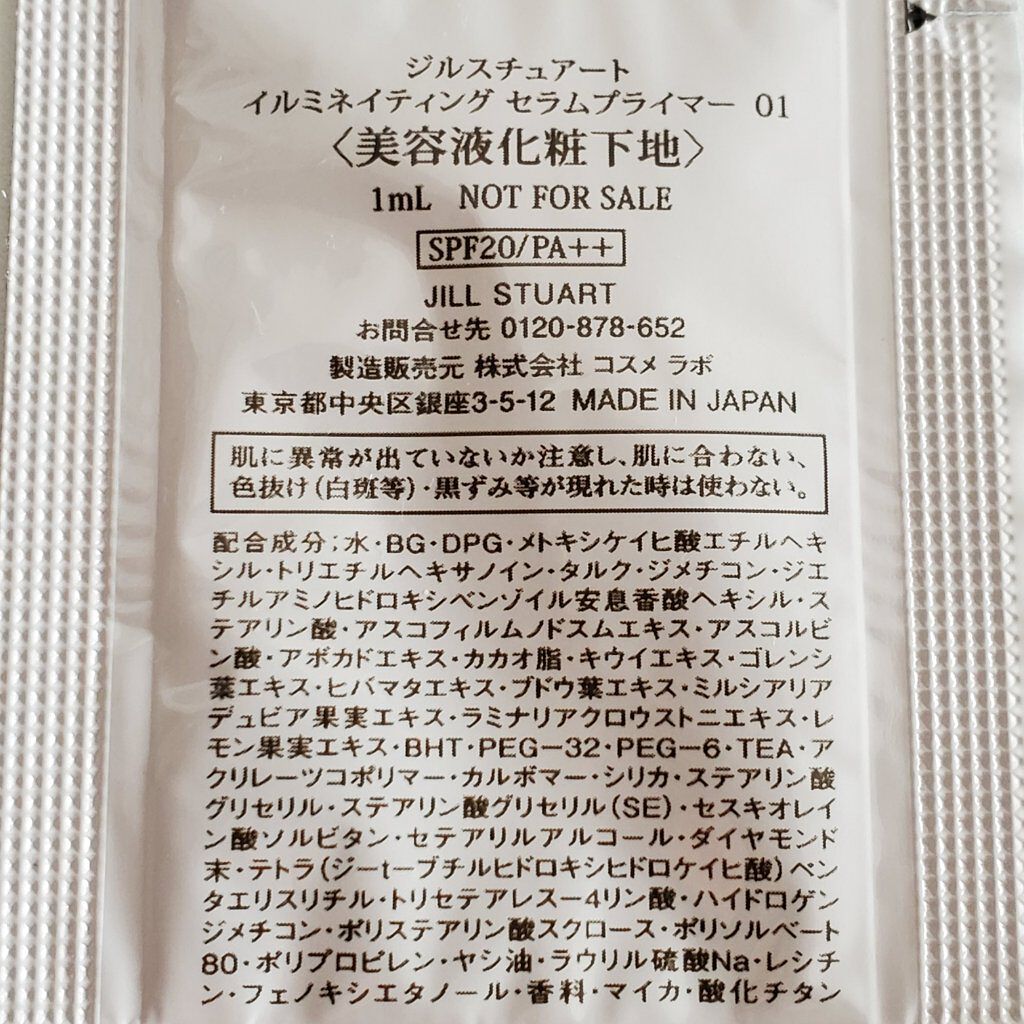 ジルスチュアート
イルミネイティング セラムプライマー 01
〈美容液化粧下地〉
1mL NOT FOR SALE
SPF20/PA++
JILL STUART
お問合せ先 0120-878-652
製造販売元 株式会社 コスメ ラボ
東京都中央区銀座3-5-12 MADE IN JAPAN
肌に異常が出ていないか注意し、肌に合わない、
色抜け(白斑等)・黒ずみ等が現れた時は使わない。
配合成分;水・BG・DPG・メトキシケイヒ酸エチルヘキ
シル・トリエチルヘキサノイン・タルク・ジメチコン・ジエ
チルアミノヒドロキシベンゾイル安息香酸ヘキシル・ス
テアリン酸・アスコフィルムノドスムエキス・アスコルビ
ン酸・アボカドエキス・カカオ脂・キウイエキス・ゴレンシ
葉エキス・ヒバマタエキス・ブドウ葉エキス・ミルシアリア
デュビア果実エキス・ラミナリアクロウストニエキス・レ
モン果実エキス・BHT・PEG－32・PEG－6・TEA・ア
クリレーツコポリマー・カルボマー・シリカ・ステアリン酸
グリセリル・ステアリン酸グリセリル(SE)・セスキオレイ
ン酸ソルビタン・セテアリルアルコール・ダイヤモンド
末・テトラ(ジーtーブチルヒドロキシヒドロケイヒ酸)ペン
タエリスリチル・トリセテアレスー4リン酸・ハイドロゲン
ジメチコン・ポリステアリン酸スクロース・ポリソルベート
80・ポリプロピレン・ヤシ油・ラウリル硫酸Na・レシチ
ン・フェノキシエタノール・香料・マイカ・酸化チタン